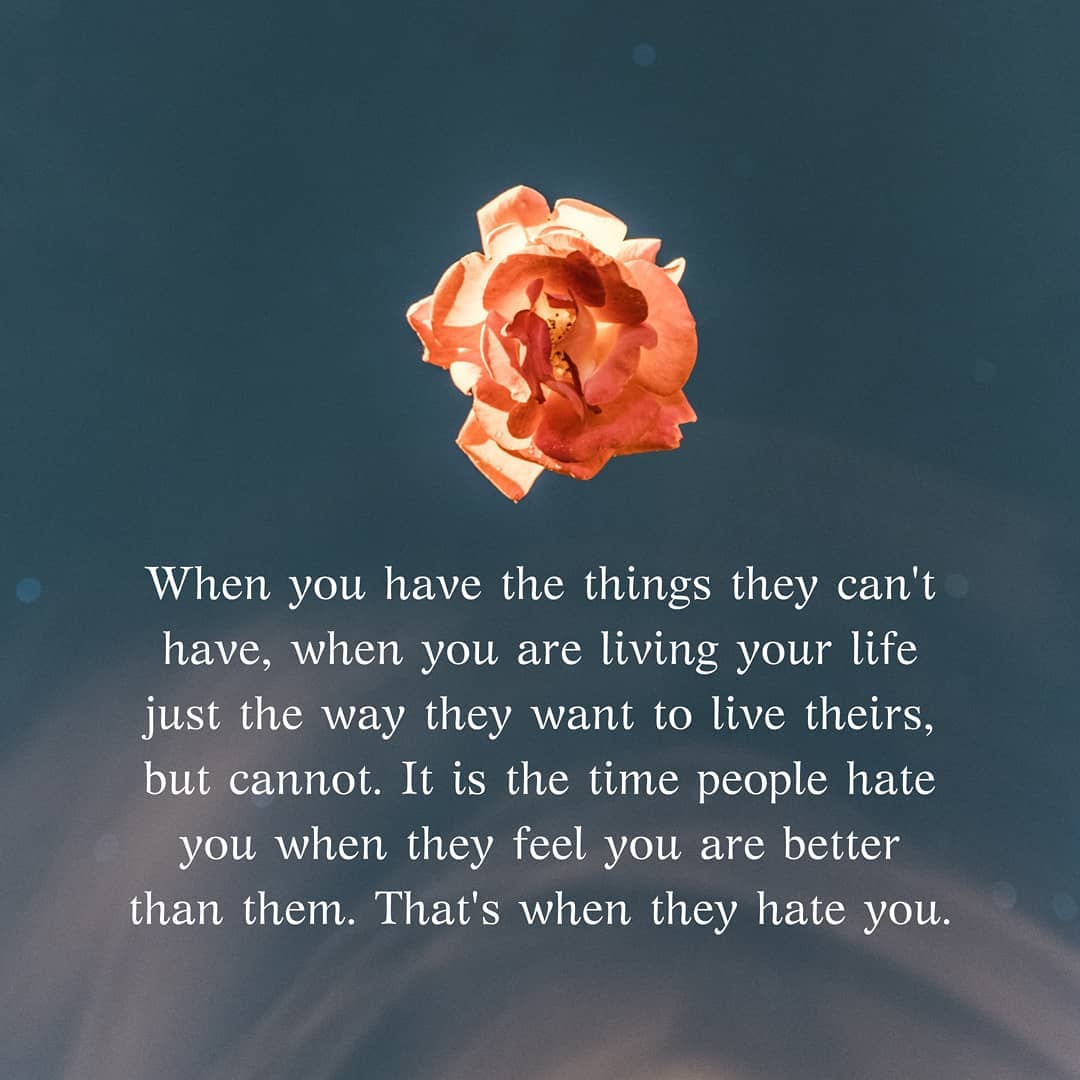 When you have the things they can't
have, when you are living your life
just the way they want to live theirs,
but cannot. It is the time people hate
you when they feel you are better
than them. That's when they hate you.